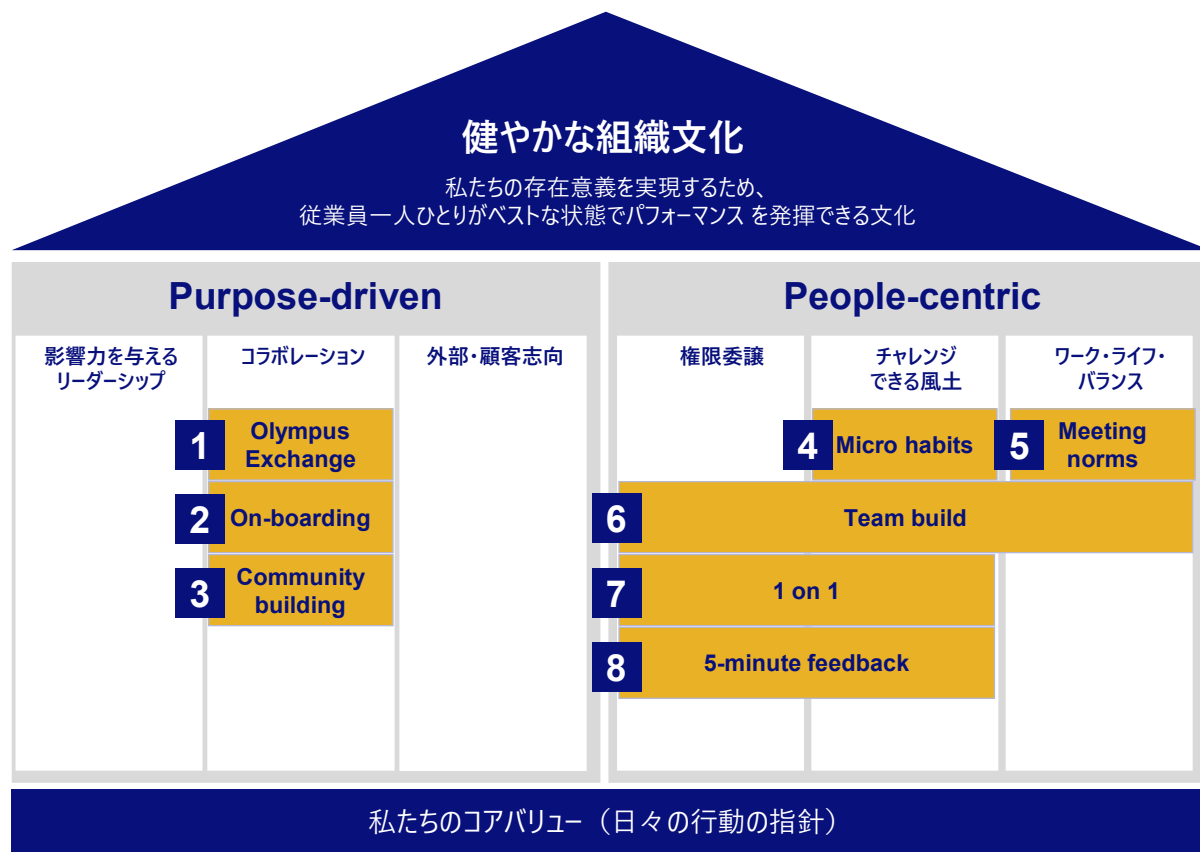 健やかな組織文化
私たちの存在意義を実現するため、
従業員一人ひとりがベストな状態でパフォーマンス を発揮できる文化
Purpose-driven
影響力を与える
リーダーシップ
コラボレーション
外部・顧客志向
1
Olympus
Exchange
2
On-boarding
3
Community
building
People-centric
権限委譲
チャレンジ
できる風土
ワーク・ライフ・
バランス
4
Micro habits
5
Meeting
norms
6
Team build
7
1 on 1
8
5-minute feedback
私たちのコアバリュー（日々の行動の指針）